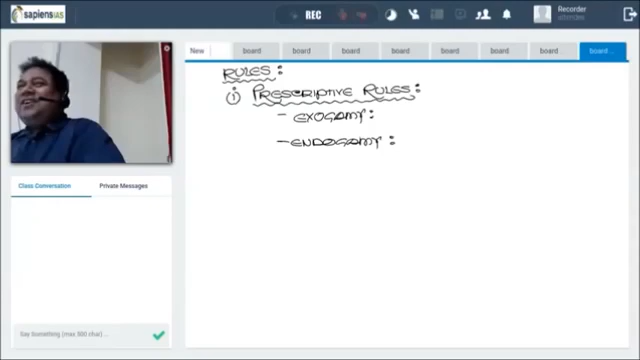 sapiensIAS
REC
Recorder
attendee
New
board
board
board
board
board
board
board ..
board ..
RULES:
i PRESCRIPTIVE RULES:
- EXOGAMY:
- ENDOGAMY:
Class Conversation
Private Messages
Say Something (max 500 char)...